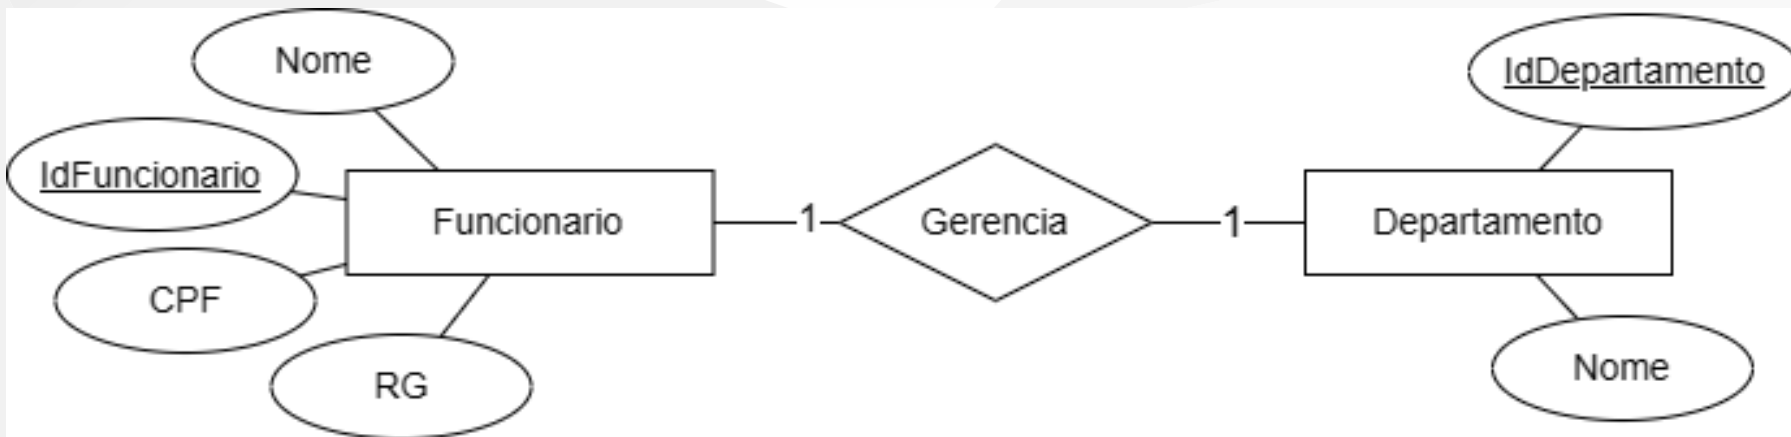 Nome
IdDepartamento
IdFuncionario
Funcionario
1
Gerencia
1
Departamento
CPF
RG
Nome